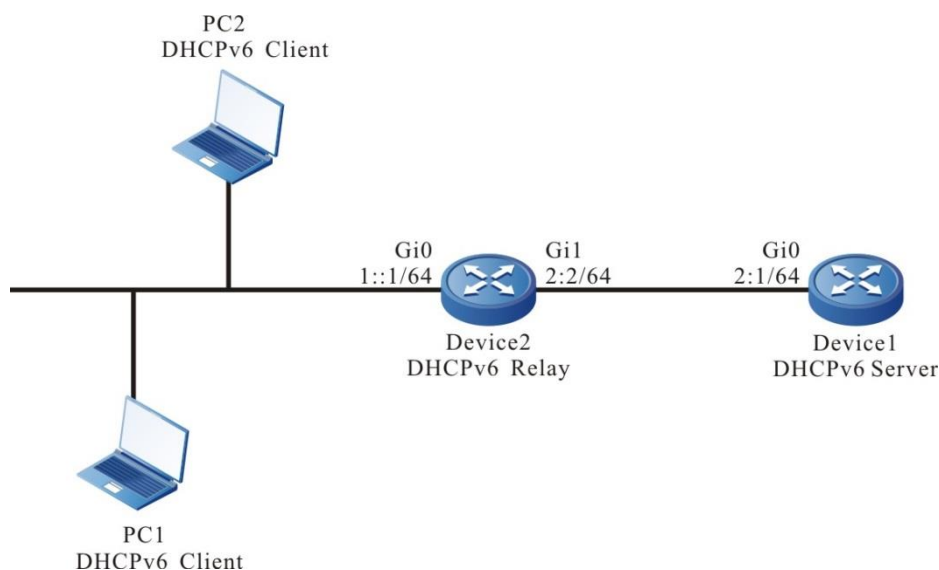 PC2
DHCPv6 Client
Gi0
1::1/64
Gi1
2:2/64
Gi0
2:1/64
Device2
DHCPv6 Relay
Device1
DHCPv6 Server
PC1
DHCPv6 Client